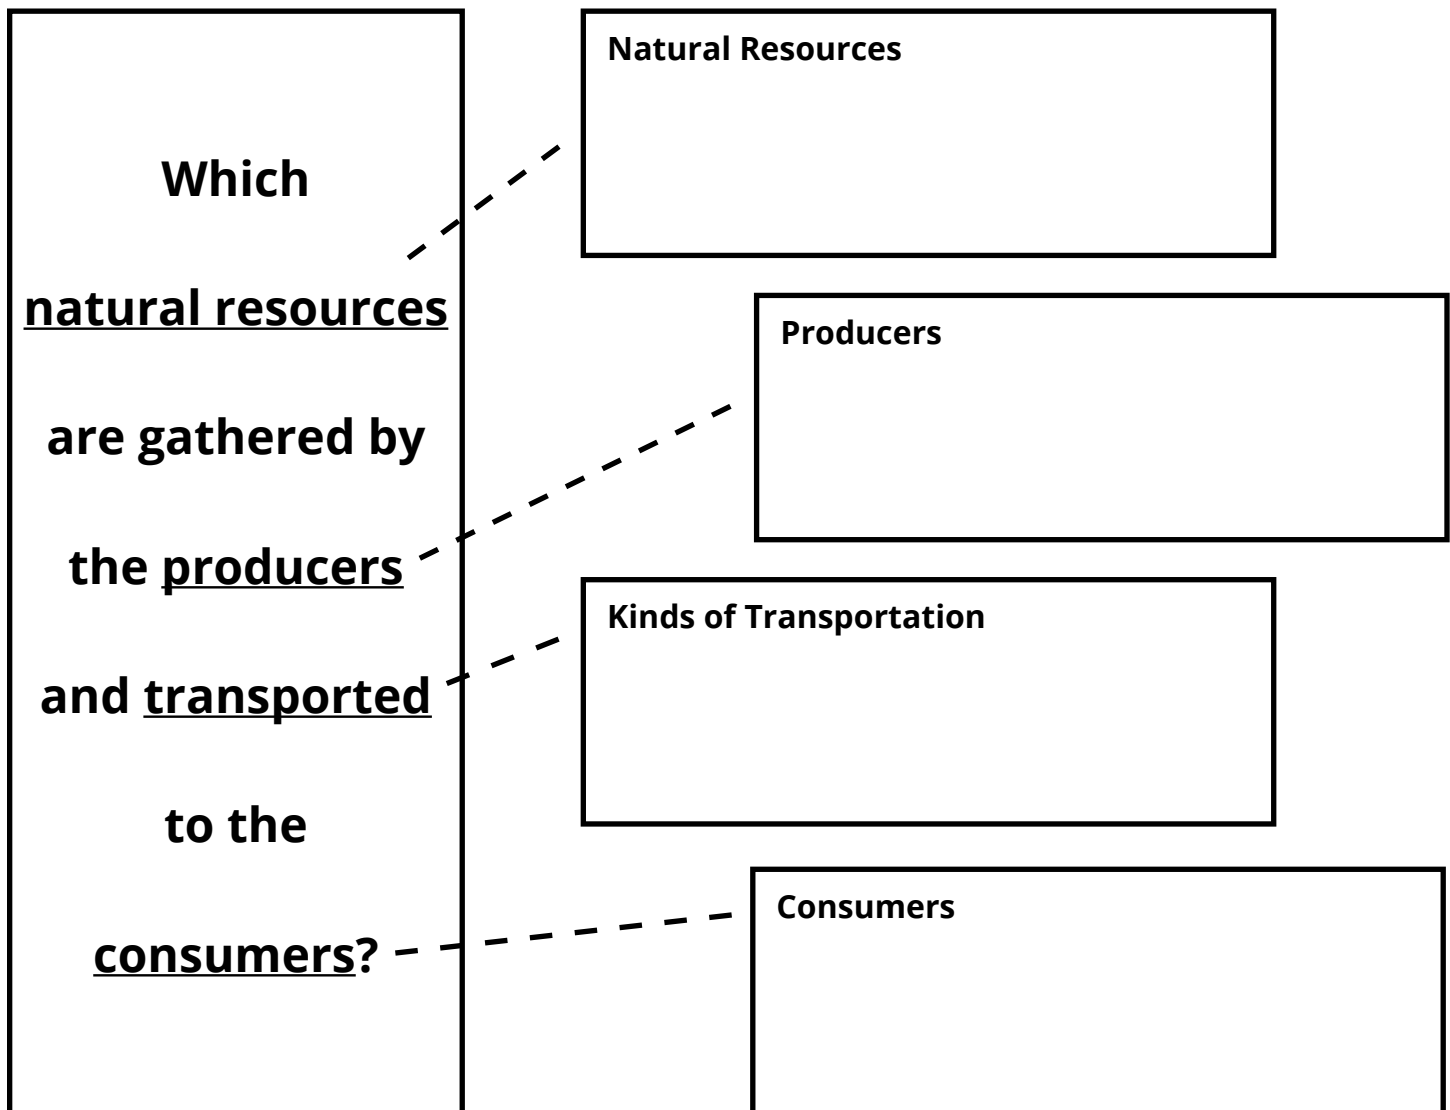 Which
natural resources
are gathered by
the producers
and transported
to the
consumers?
Natural Resources
Producers
Kinds of Transportation
Consumers